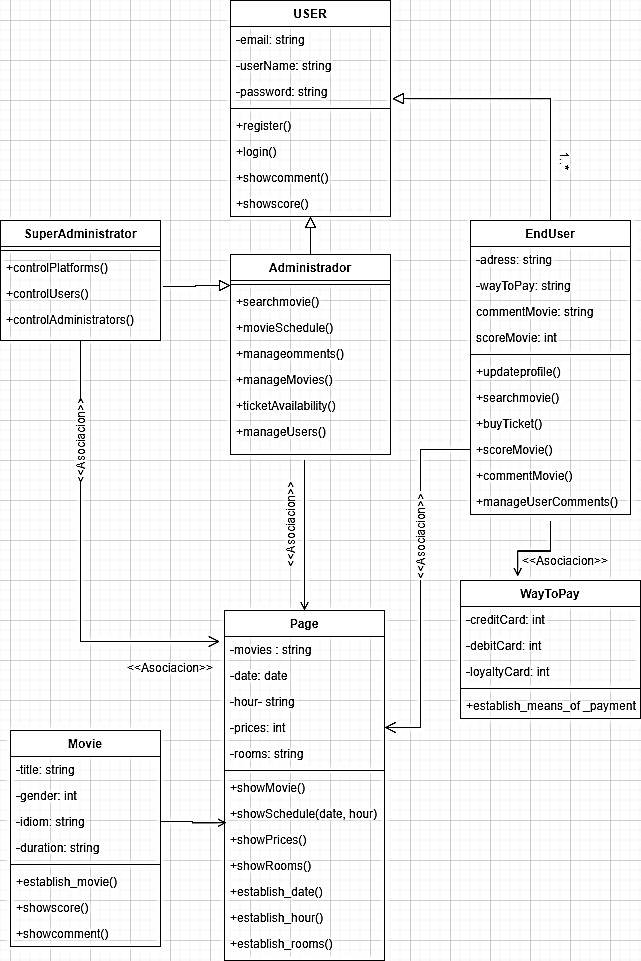 USER
-email: string
-userName: string
-password: string
+register()
+login()
+showcomment()
+showscore()
1..*
SuperAdministrator
+controlPlatforms()
+controlUsers()
+controlAdministrators()
Administrador
+searchmovie()
+movieSchedule()
+manageomments()
+manageMovies()
+ticketAvailability()
+manageUsers()
EndUser
-adress: string
-wayToPay: string
commentMovie: string
scoreMovie: int
+updateprofile()
+searchmovie()
+buyTicket()
+scoreMovie()
+commentMovie()
+manageUserComments()
<<Asociacion>>
<<Asociacion>>
<<Asociacion>>
<<Asociacion>>
WayToPay
-creditCard: int
-debitCard: int
-loyaltyCard: int
+establish_means_of _payment
<<Asociacion>>
Page
-movies : string
-date: date
-hour- string
-prices: int
-rooms: string
+showMovie()
+showSchedule(date, hour)
+showPrices()
+showRooms()
+establish_date()
+establish_hour()
+establish_rooms()
Movie
-title: string
-gender: int
-idiom: string
-duration: string
+establish_movie()
+showscore()
+showcomment()